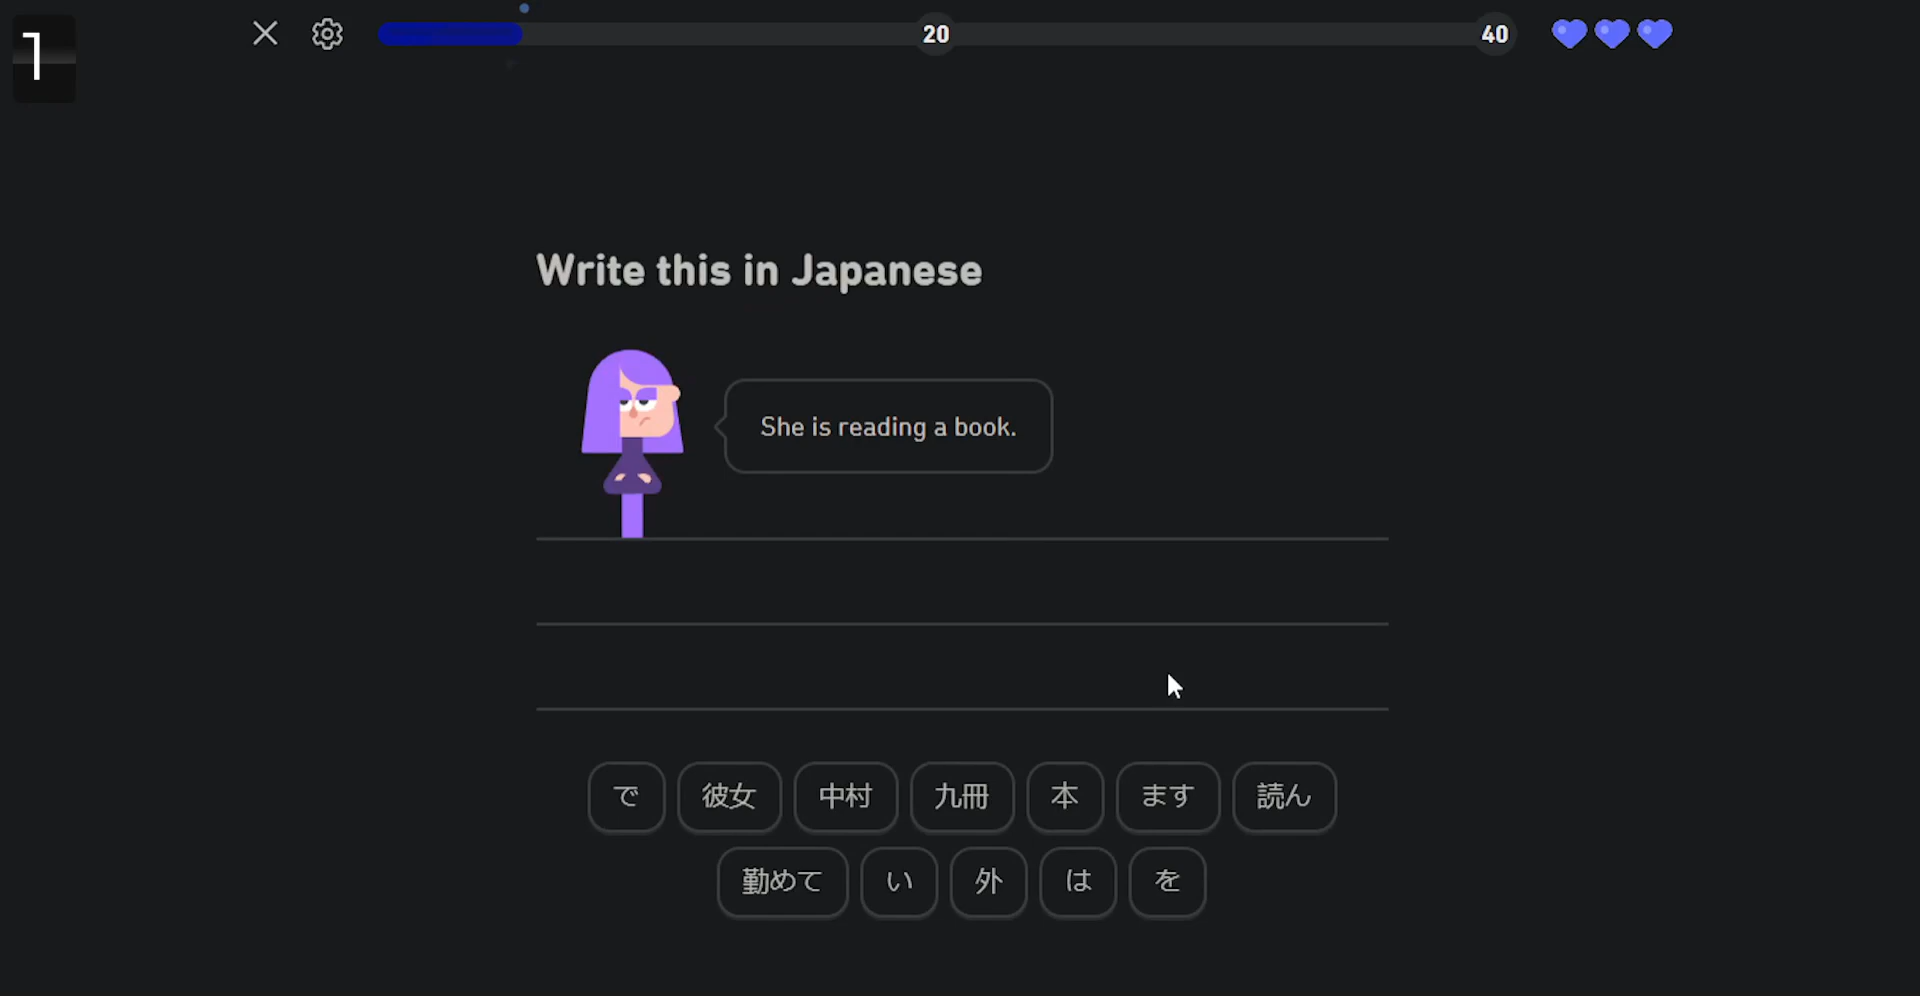 1
20
40
Write this in Japanese
She is reading a book.
で 彼女 中村 九冊 本 ます 読ん
勤めて い 外 は を